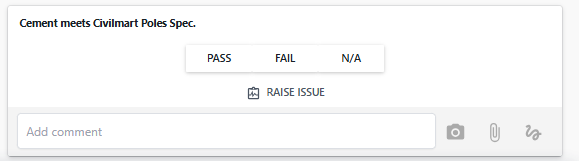 Cement meets Civilmart Poles Spec.
PASS FAIL N/A
RAISE ISSUE
Add comment